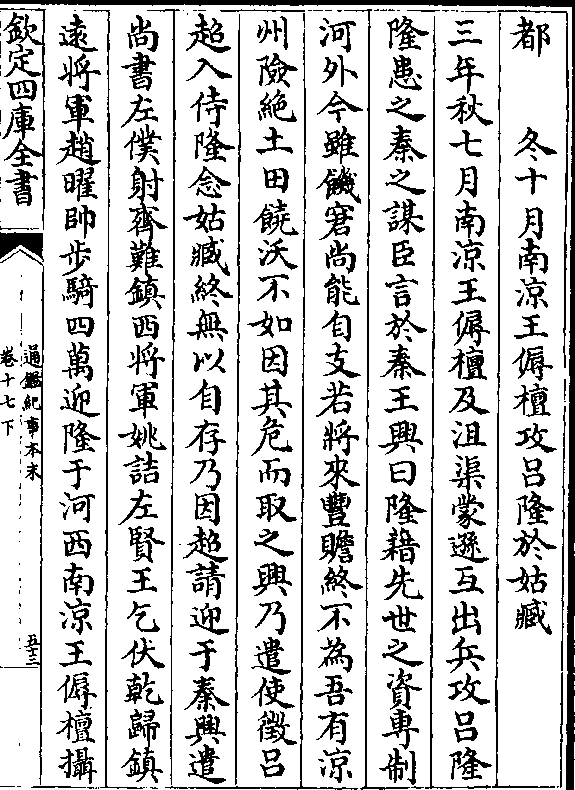 都　　冬十月南涼王傉檀攻吕隆於姑臧
三年秋七月南涼王傉檀及沮渠蒙遜互出兵攻吕隆
隆患之秦之謀臣言於秦王興曰隆藉先世之資專制
河外今雖饑窘尚能自支若將來豐贍終不為吾有涼
州險絶土田饒沃不如因其危而取之興乃遣使徵吕
超入侍隆念姑臧終無以自存乃因超請迎于秦興遣
尚書左僕射齊難鎮西將軍姚詰左賢王乞伏乾歸鎮
遠將軍趙曜帥步騎四萬迎隆于河西南涼王傉檀攝
欽定四庫全書
通鑑紀事本末
卷十七下
五十三